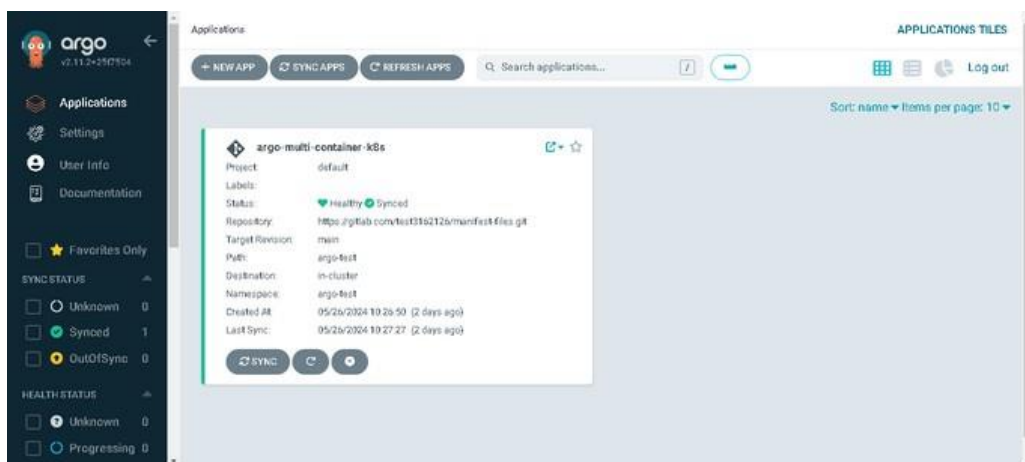 argo
v2.11.2+25f7504
Applications
Settings
User Info
Documentation
Favorites Only
SYNC STATUS
Unknown 0
Synced 1
OutOfSync 0
HEALTH STATUS
Unknown 0
Progressing 0
Applications
APPLICATIONS TILES
+ NEW APP
SYNC APPS
REFRESH APPS
Search applications...
/
Log out
Sort: name
Items per page: 10
argo-multi-container-k8s
Project: default
Labels:
Status: Healthy Synced
Repository: https://gitlab.com/test3162126/manifest-files.git
Target Revision: main
Path: argo-test
Destination: in-cluster
Namespace: argo-test
Created At: 05/26/2024 10:26:50 (2 days ago)
Last Sync: 05/26/2024 10:27:27 (2 days ago)
SYNC